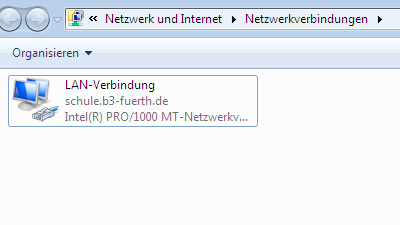 « Netzwerk und Internet ▸ Netzwerkverbindungen ▸
Organisieren ▾
LAN-Verbindung
schule.b3-fuerth.de
Intel(R) PRO/1000 MT-Netzwerkv...